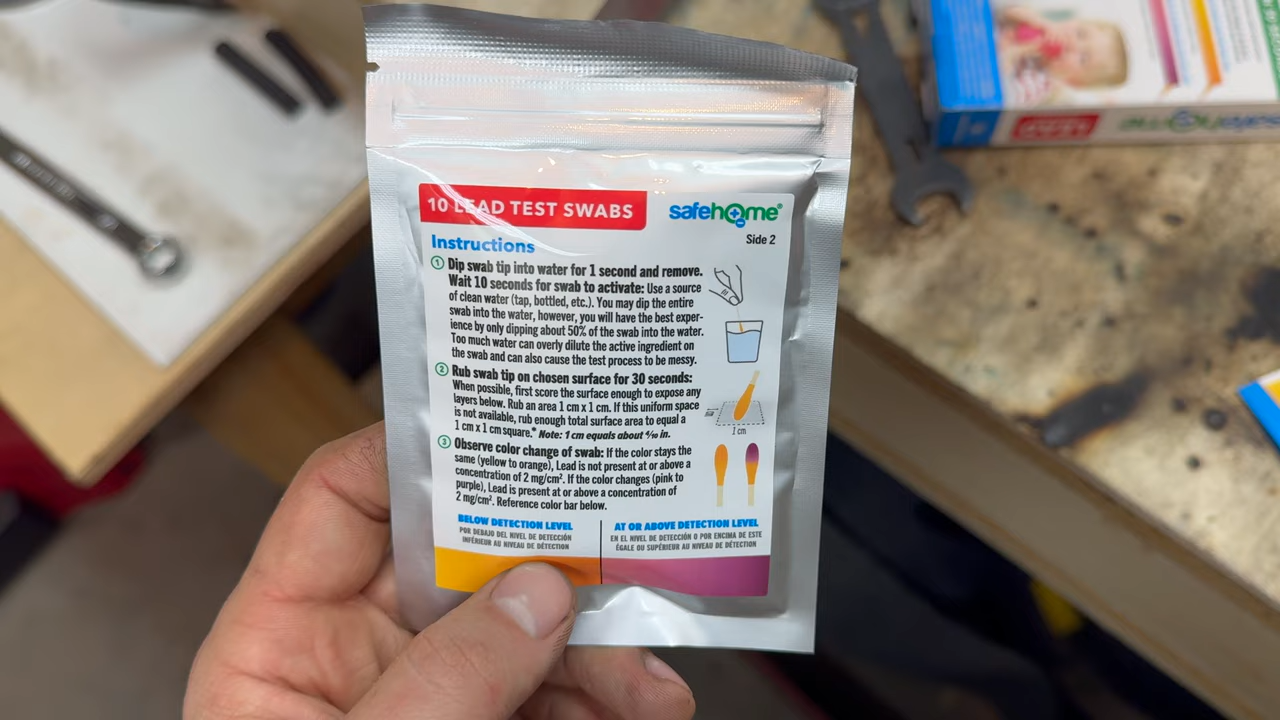 10 LEAD TEST SWABS
safehome®
Side 2
Instructions
1 Dip swab tip into water for 1 second and remove.
Wait 10 seconds for swab to activate: Use a source
of clean water (tap, bottled, etc.). You may dip the entire
swab into the water, however, you will have the best exper-
ience by only dipping about 50% of the swab into the water.
Too much water can overly dilute the active ingredient on
the swab and can also cause the test process to be messy.
2 Rub swab tip on chosen surface for 30 seconds:
When possible, first score the surface enough to expose any
layers below. Rub an area 1 cm x 1 cm. If this uniform space
is not available, rub enough total surface area to equal a
1 cm x 1 cm square.* Note: 1 cm equals about 4/10 in.
1 cm
3 Observe color change of swab: If the color stays the
same (yellow to orange), Lead is not present at or above a
concentration of 2 mg/cm². If the color changes (pink to
purple), Lead is present at or above a concentration of
2 mg/cm². Reference color bar below.
BELOW DETECTION LEVEL
POR DEBAJO DEL NIVEL DE DETECCIÓN
INFÉRIEUR AU NIVEAU DE DÉTECTION
AT OR ABOVE DETECTION LEVEL
EN EL NIVEL DE DETECCIÓN O POR ENCIMA DE ESTE
ÉGALE OU SUPÉRIEUR AU NIVEAU DE DÉTECTION
safehome
LEAD